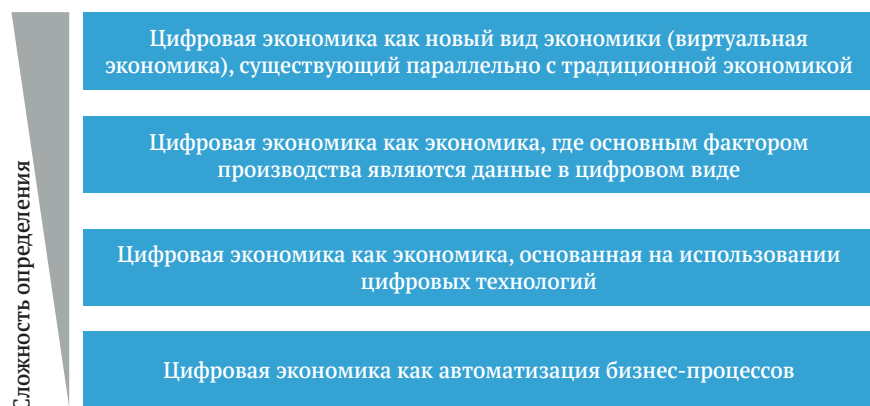 Цифровая экономика как новый вид экономики (виртуальная
экономика), существующий параллельно с традиционной экономикой
Цифровая экономика как экономика, где основным фактором
производства являются данные в цифровом виде
Цифровая экономика как экономика, основанная на использовании
цифровых технологий
Цифровая экономика как автоматизация бизнес-процессов
Сложность определения